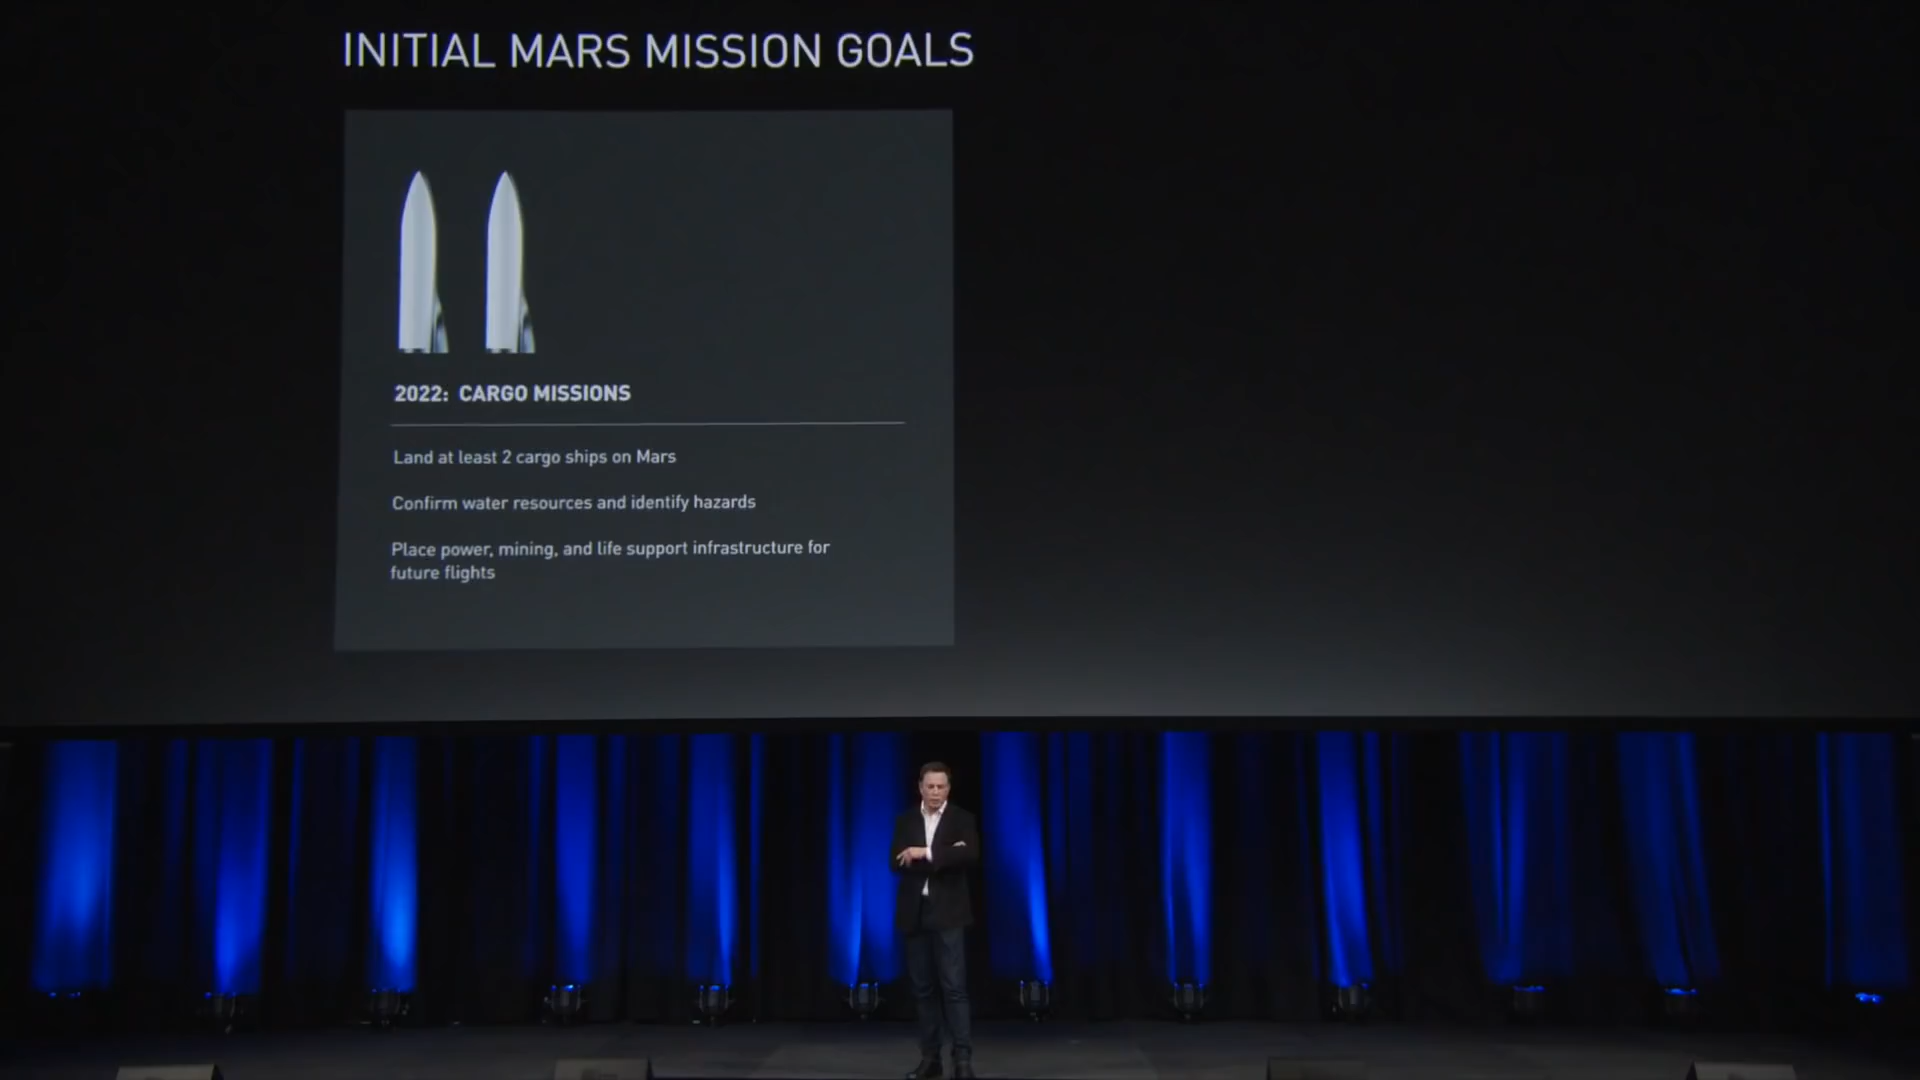 INITIAL MARS MISSION GOALS
2022: CARGO MISSIONS
Land at least 2 cargo ships on Mars
Confirm water resources and identify hazards
Place power, mining, and life support infrastructure for
future flights